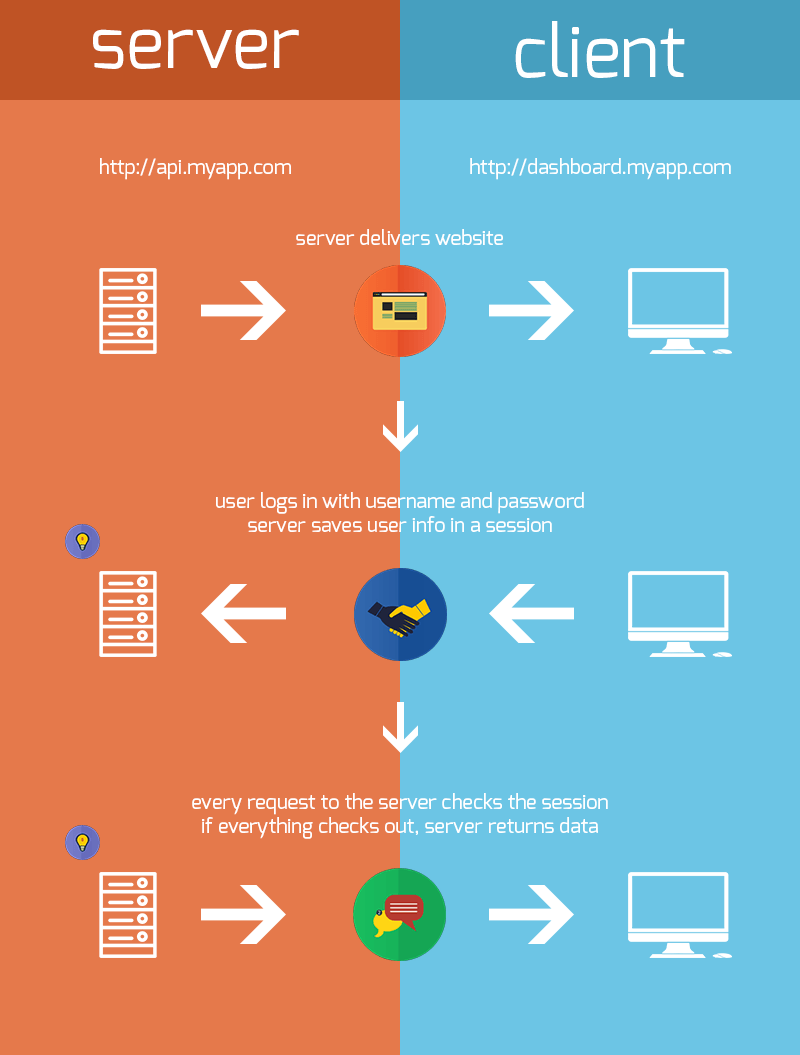 server
client
http://api.myapp.com
http://dashboard.myapp.com
server delivers website
user logs in with username and password
server saves user info in a session
every request to the server checks the session
if everything checks out, server returns data